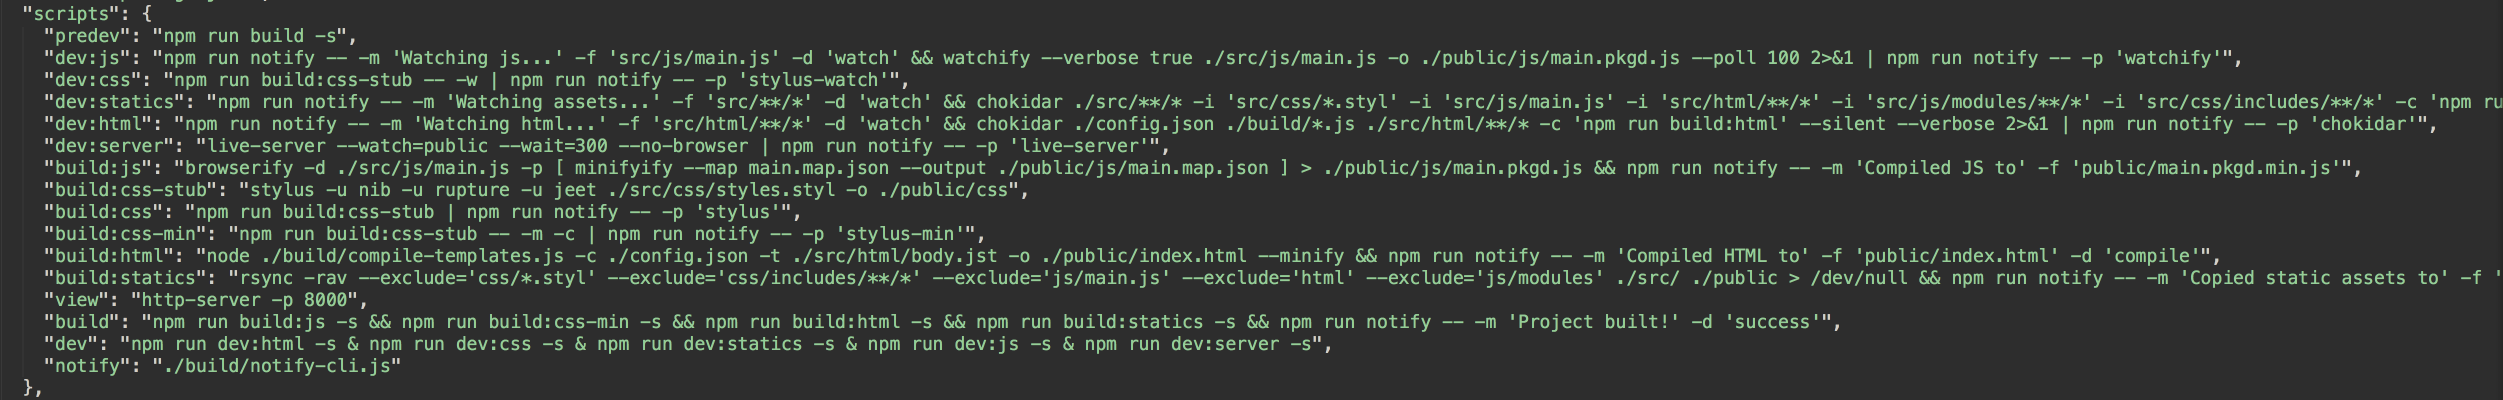 "scripts": {
"predev": "npm run build -s",
"dev:js": "npm run notify -- -m 'Watching js...' -f 'src/js/main.js' -d 'watch' && watchify --verbose true ./src/js/main.js -o ./public/js/main.pkgd.js --poll 100 2>&1 | npm run notify -- -p 'watchify'",
"dev:css": "npm run build:css-stub -- -w | npm run notify -- -p 'stylus-watch'",
"dev:statics": "npm run notify -- -m 'Watching assets...' -f 'src/**/*' -d 'watch' && chokidar ./src/**/* -i 'src/css/*.styl' -i 'src/js/main.js' -i 'src/html/**/*' -i 'src/js/modules/**/*' -i 'src/css/includes/**/*' -c 'npm ru
"dev:html": "npm run notify -- -m 'Watching html...' -f 'src/html/**/*' -d 'watch' && chokidar ./config.json ./build/*.js ./src/html/**/* -c 'npm run build:html' --silent --verbose 2>&1 | npm run notify -- -p 'chokidar'",
"dev:server": "live-server --watch=public --wait=300 --no-browser | npm run notify -- -p 'live-server'",
"build:js": "browserify -d ./src/js/main.js -p [ minifyify --map main.map.json --output ./public/js/main.map.json ] > ./public/js/main.pkgd.js && npm run notify -- -m 'Compiled JS to' -f 'public/main.pkgd.min.js'",
"build:css-stub": "stylus -u nib -u rupture -u jeet ./src/css/styles.styl -o ./public/css",
"build:css": "npm run build:css-stub | npm run notify -- -p 'stylus'",
"build:css-min": "npm run build:css-stub -- -m -c | npm run notify -- -p 'stylus-min'",
"build:html": "node ./build/compile-templates.js -c ./config.json -t ./src/html/body.jst -o ./public/index.html --minify && npm run notify -- -m 'Compiled HTML to' -f 'public/index.html' -d 'compile'",
"build:statics": "rsync -rav --exclude='css/*.styl' --exclude='css/includes/**/*' --exclude='js/main.js' --exclude='html' --exclude='js/modules' ./src/ ./public > /dev/null && npm run notify -- -m 'Copied static assets to' -f '
"view": "http-server -p 8000",
"build": "npm run build:js -s && npm run build:css-min -s && npm run build:html -s && npm run build:statics -s && npm run notify -- -m 'Project built!' -d 'success'",
"dev": "npm run dev:html -s & npm run dev:css -s & npm run dev:statics -s & npm run dev:js -s & npm run dev:server -s",
"notify": "./build/notify-cli.js"
},